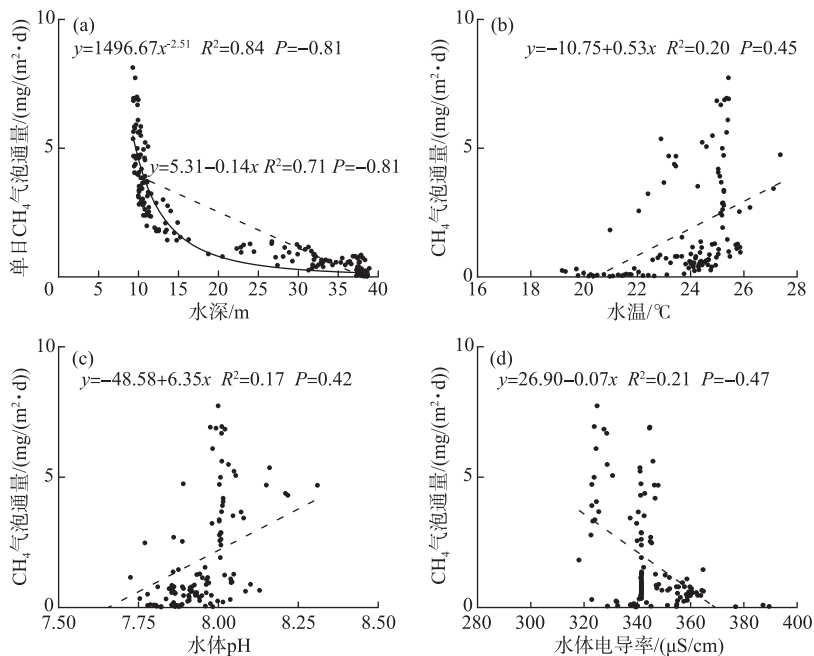 (a)
y=1496.67x⁻²·⁵¹ R²=0.84 P=−0.81
y=5.31−0.14x R²=0.71 P=−0.81
10
5
0
0 5 10 15 20 25 30 35 40
水深/m
单日CH₄气泡通量/(mg/(m²·d))
(b)
y=−10.75+0.53x R²=0.20 P=0.45
10
5
0
16 18 20 22 24 26 28
水温/℃
CH₄气泡通量/(mg/(m²·d))
(c)
y=−48.58+6.35x R²=0.17 P=0.42
10
5
0
7.50 7.75 8.00 8.25 8.50
水体pH
CH₄气泡通量/(mg/(m²·d))
(d)
y=26.90−0.07x R²=0.21 P=−0.47
10
5
0
300 320 340 360 380 400
水体电导率/(μS/cm)
CH₄气泡通量/(mg/(m²·d))